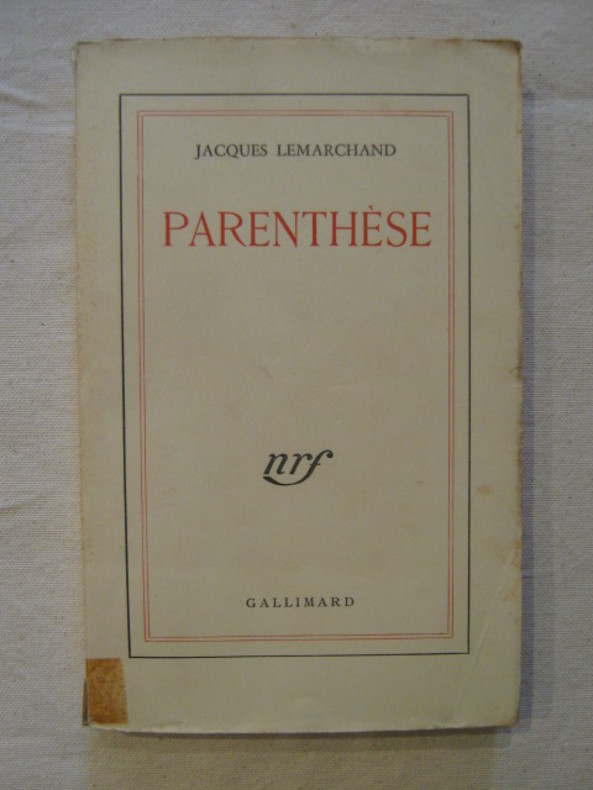 JACQUES LEMARCHAND
PARENTHÈSE
nrf
GALLIMARD